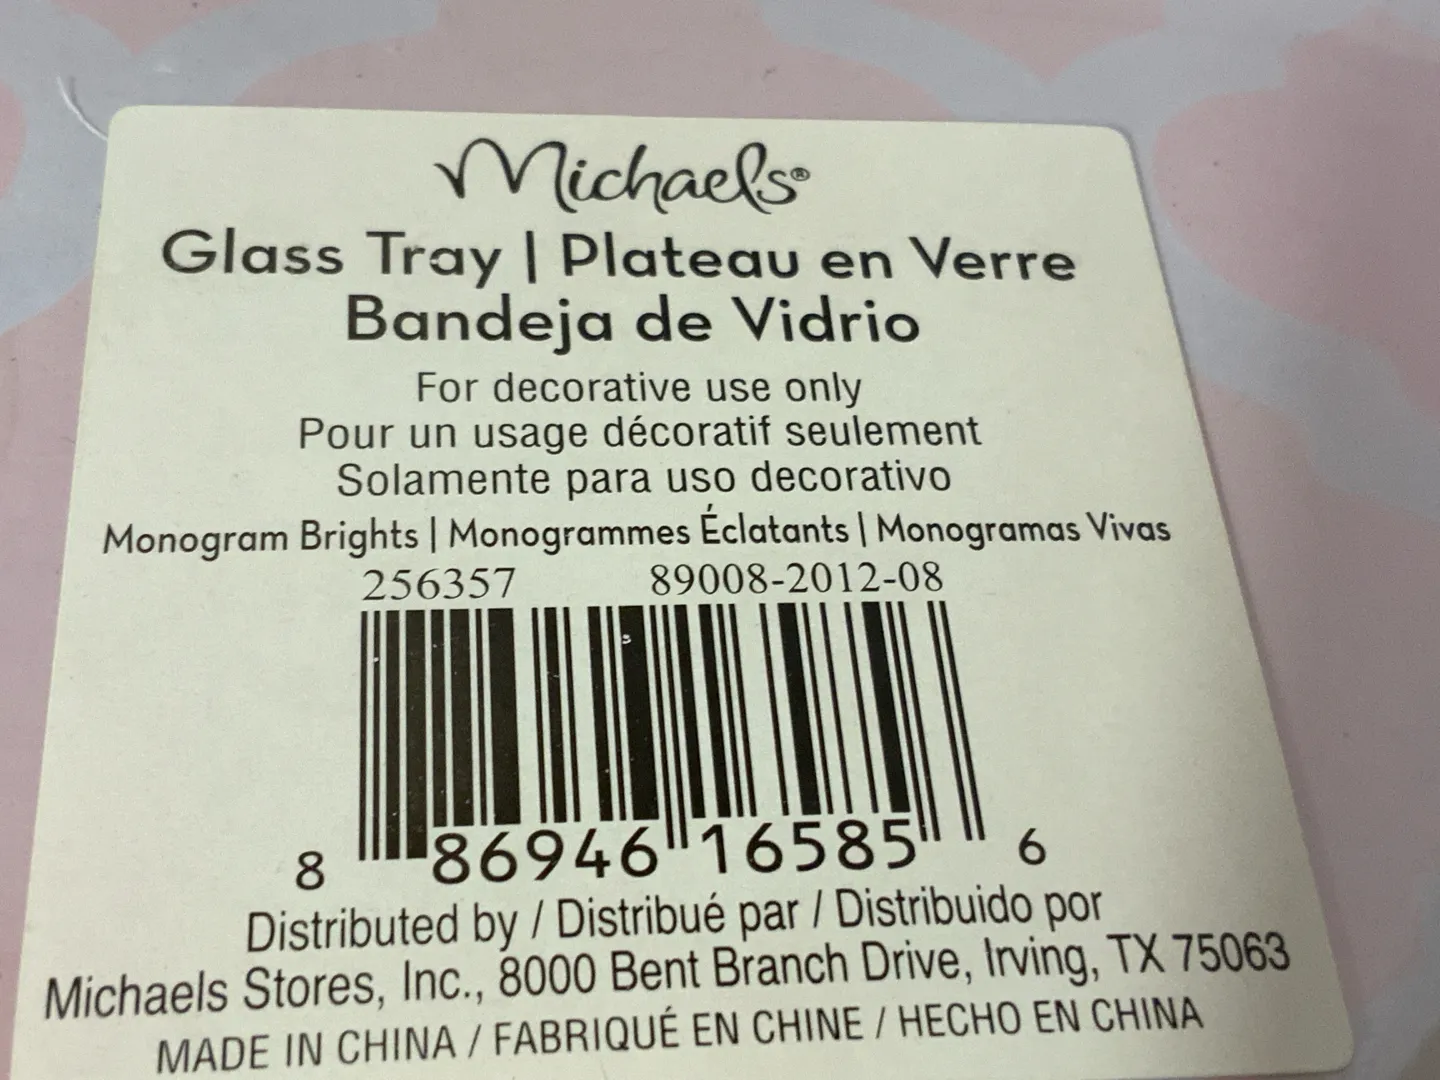 Michaels®
Glass Tray | Plateau en Verre
Bandeja de Vidrio
For decorative use only
Pour un usage décoratif seulement
Solamente para uso decorativo
Monogram Brights | Monogrammes Éclatants | Monogramas Vivas
256357 89008-2012-08
8 86946 16585 6
Distributed by / Distribué par / Distribuido por
Michaels Stores, Inc., 8000 Bent Branch Drive, Irving, TX 75063
MADE IN CHINA / FABRIQUÉ EN CHINE / HECHO EN CHINA